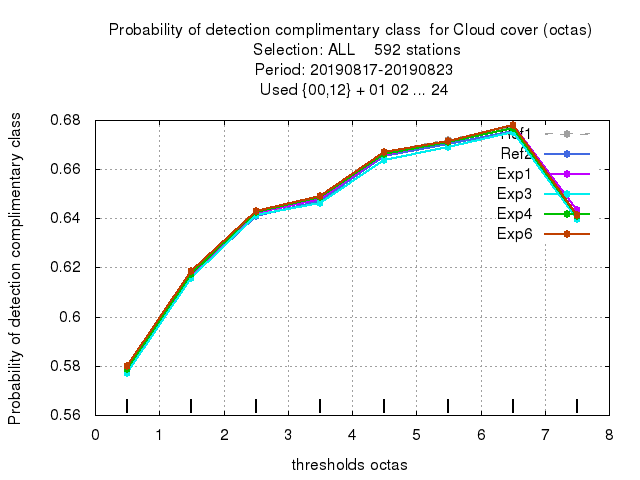 Probability of detection complimentary class  for Cloud cover (octas)
Selection: ALL    592 stations
Period: 20190817-20190823
Used {00,12} + 01 02 ... 24
Probability of detection complimentary class
0.68
0.66
0.64
0.62
0.6
0.58
0.56
Ref1
Ref2
Exp1
Exp3
Exp4
Exp6
0 1 2 3 4 5 6 7 8
thresholds octas